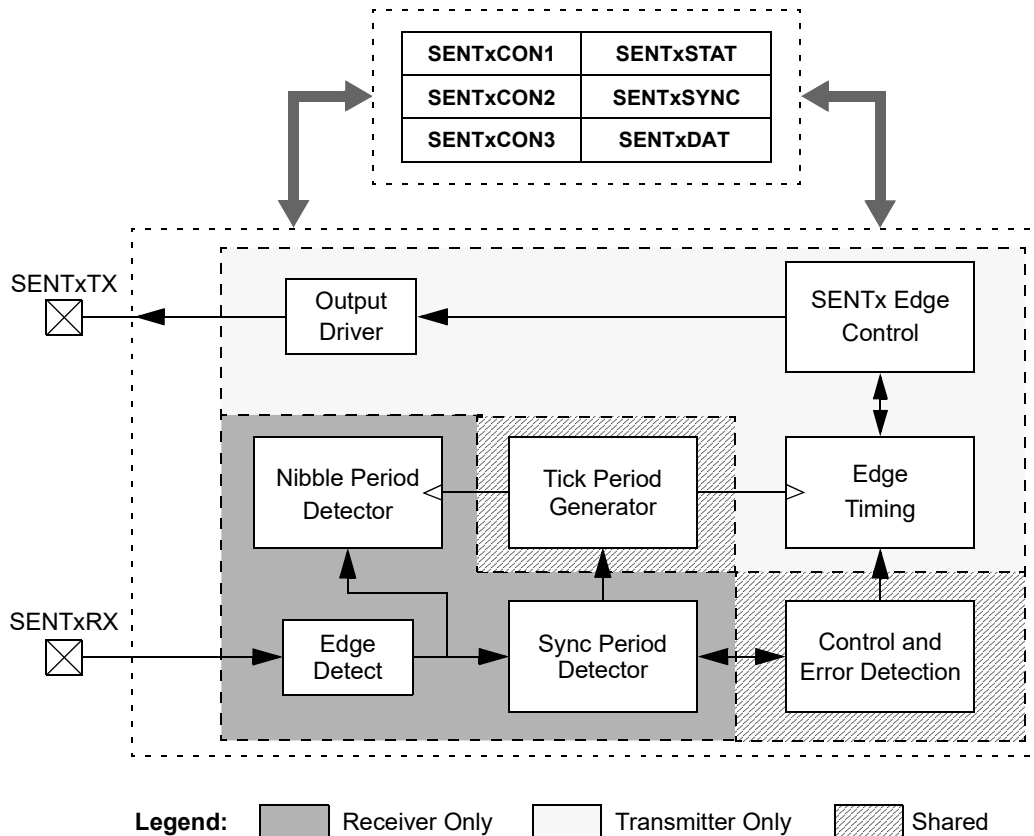 SENTxCON1 SENTxSTAT
SENTxCON2 SENTxSYNC
SENTxCON3 SENTxDAT
SENTxTX
Output
Driver
SENTx Edge
Control
Nibble Period
Detector
Tick Period
Generator
Edge
Timing
SENTxRX
Edge
Detect
Sync Period
Detector
Control and
Error Detection
Legend: Receiver Only Transmitter Only Shared